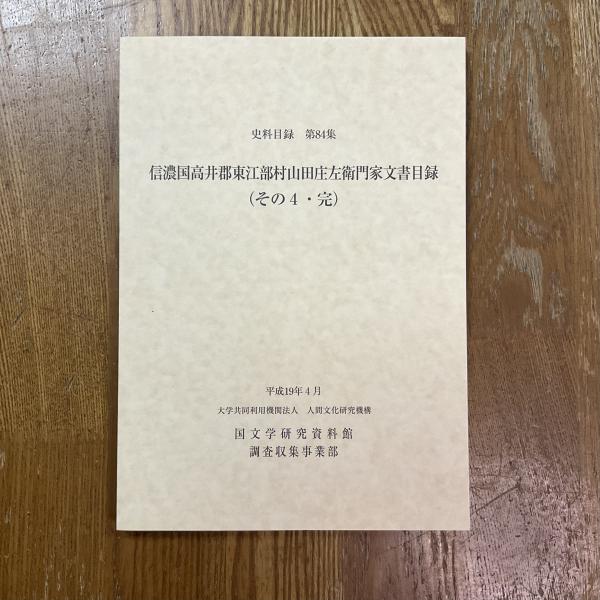 史料目録　第84集
信濃国高井郡東江部村山田庄左衛門家文書目録
（その４・完）
平成19年４月
大学共同利用機関法人　人間文化研究機構
国文学研究資料館
調査収集事業部